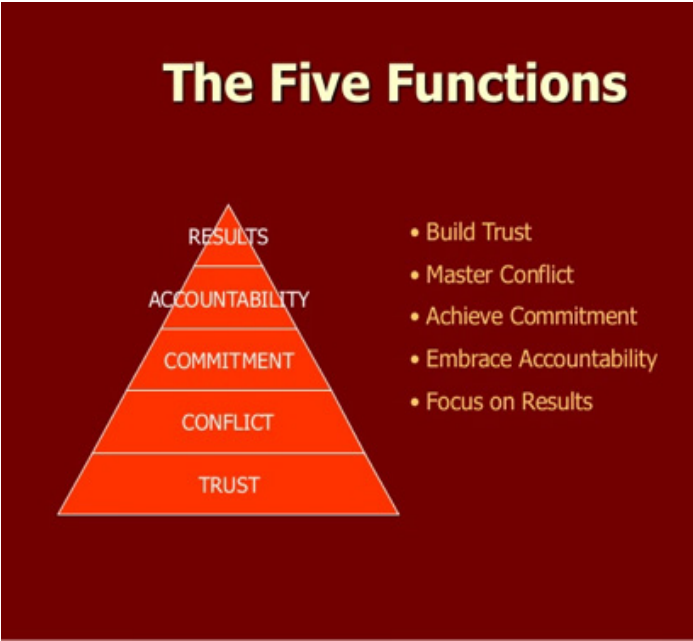 The Five Functions
RESULTS
ACCOUNTABILITY
COMMITMENT
CONFLICT
TRUST
• Build Trust
• Master Conflict
• Achieve Commitment
• Embrace Accountability
• Focus on Results